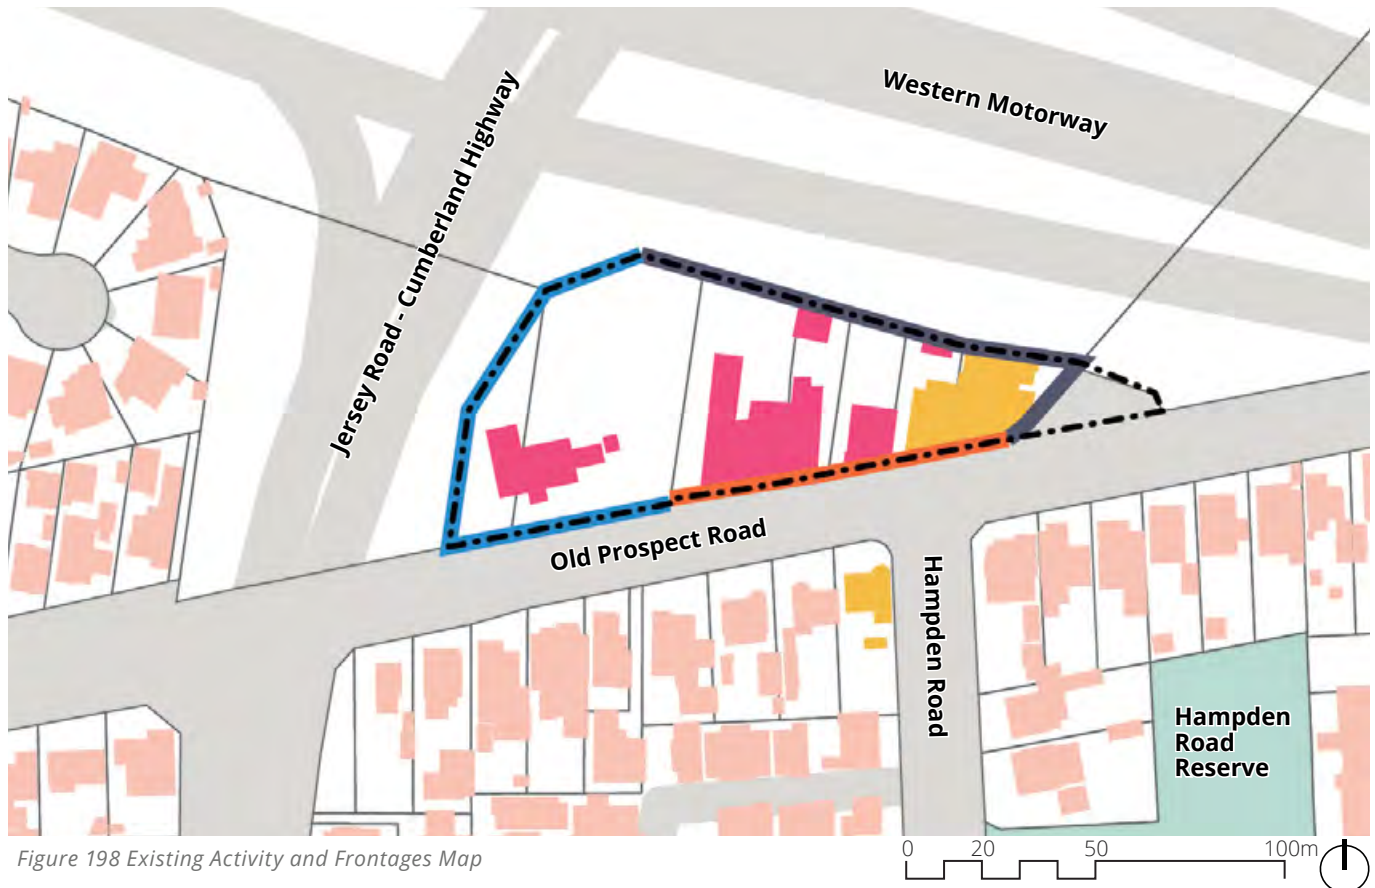 Western Motorway
Jersey Road - Cumberland Highway
Old Prospect Road
Hampden Road
Hampden
Road
Reserve
Figure 198 Existing Activity and Frontages Map
0 20 50 100m